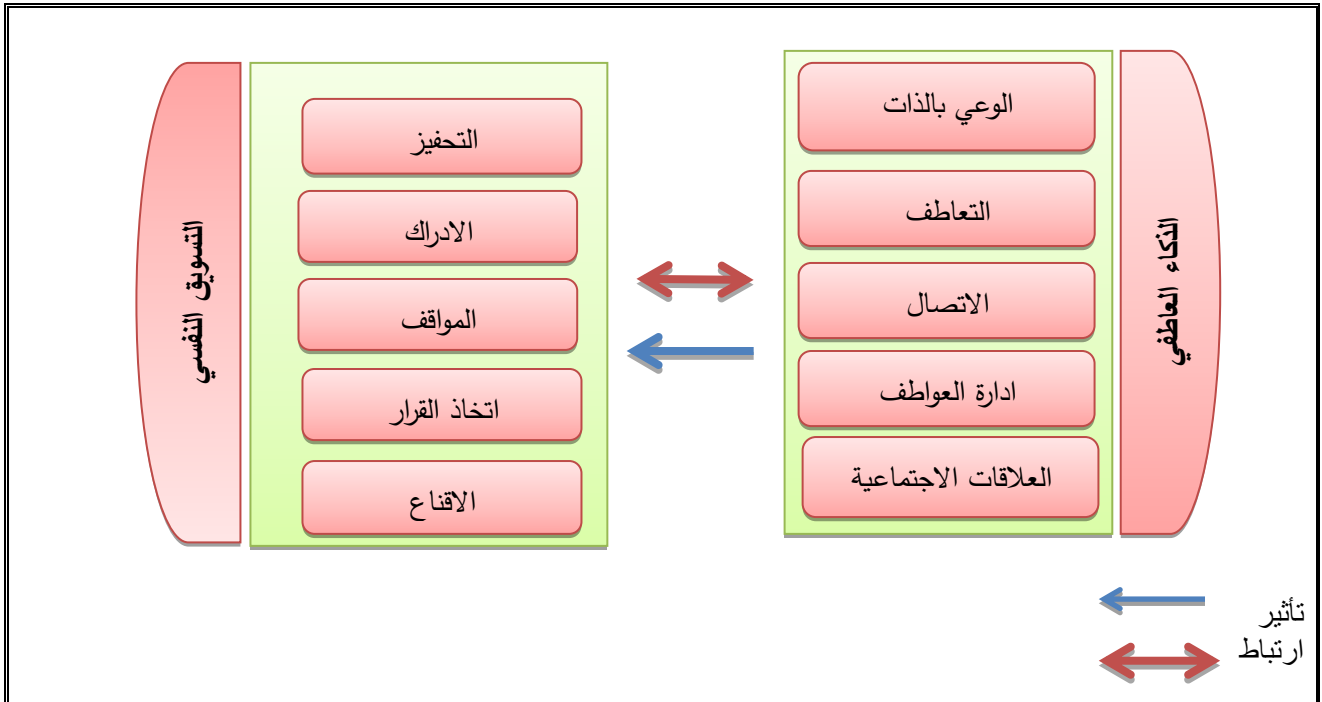 الذكاء العاطفي
الوعي بالذات
التعاطف
الاتصال
ادارة العواطف
العلاقات الاجتماعية
التحفيز
الادراك
المواقف
اتخاذ القرار
الاقناع
التسويق النفسي
تأثير
ارتباط